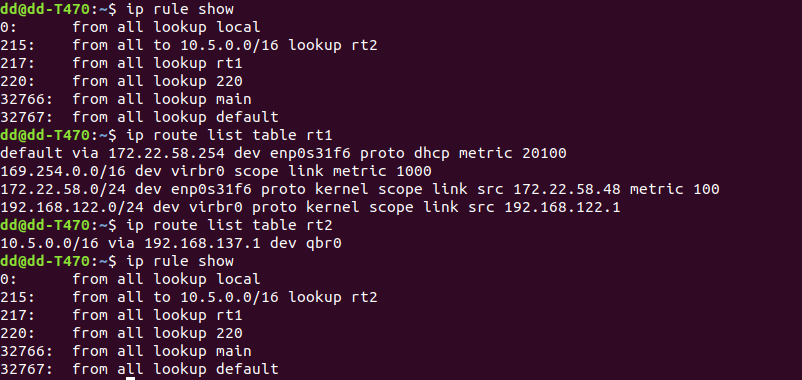 dd@dd-T470:~$ ip rule show
0:      from all lookup local
215:    from all to 10.5.0.0/16 lookup rt2
217:    from all lookup rt1
220:    from all lookup 220
32766:  from all lookup main
32767:  from all lookup default
dd@dd-T470:~$ ip route list table rt1
default via 172.22.58.254 dev enp0s31f6 proto dhcp metric 20100
169.254.0.0/16 dev virbr0 scope link metric 1000
172.22.58.0/24 dev enp0s31f6 proto kernel scope link src 172.22.58.48 metric 100
192.168.122.0/24 dev virbr0 proto kernel scope link src 192.168.122.1
dd@dd-T470:~$ ip route list table rt2
10.5.0.0/16 via 192.168.137.1 dev qbr0
dd@dd-T470:~$ ip rule show
0:      from all lookup local
215:    from all to 10.5.0.0/16 lookup rt2
217:    from all lookup rt1
220:    from all lookup 220
32766:  from all lookup main
32767:  from all lookup default